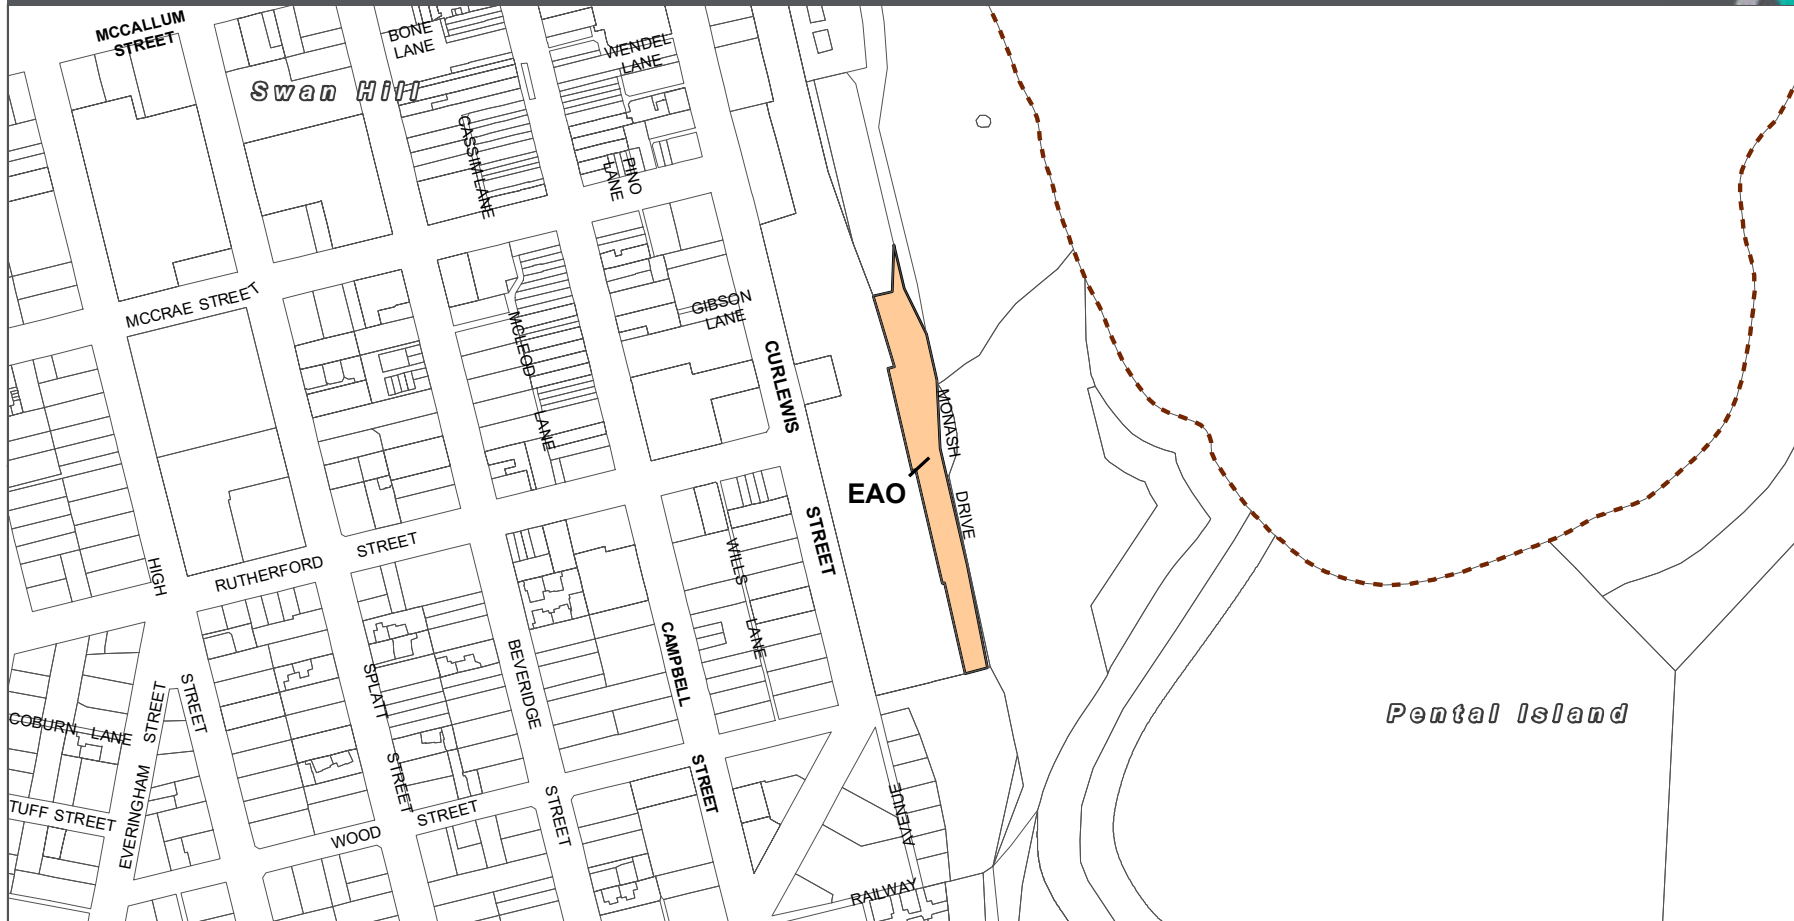 MCCALLUM
STREET
BONE
LANE
WENDEL
LANE
Swan Hill
CASSIM LANE
PINO
LANE
MCCRAE STREET
GIBSON
LANE
MCLEOD
LANE
CURLEWIS
STREET
MONASH
DRIVE
EAO
HIGH
STREET
RUTHERFORD
STREET
WILLS
LANE
CAMPBELL
STREET
BEVERIDGE
STREET
SPLATT
STREET
Pental Island
COBURN LANE
EVERINGHAM STREET
TUFF STREET
WOOD
STREET
AVENUE
RAILWAY